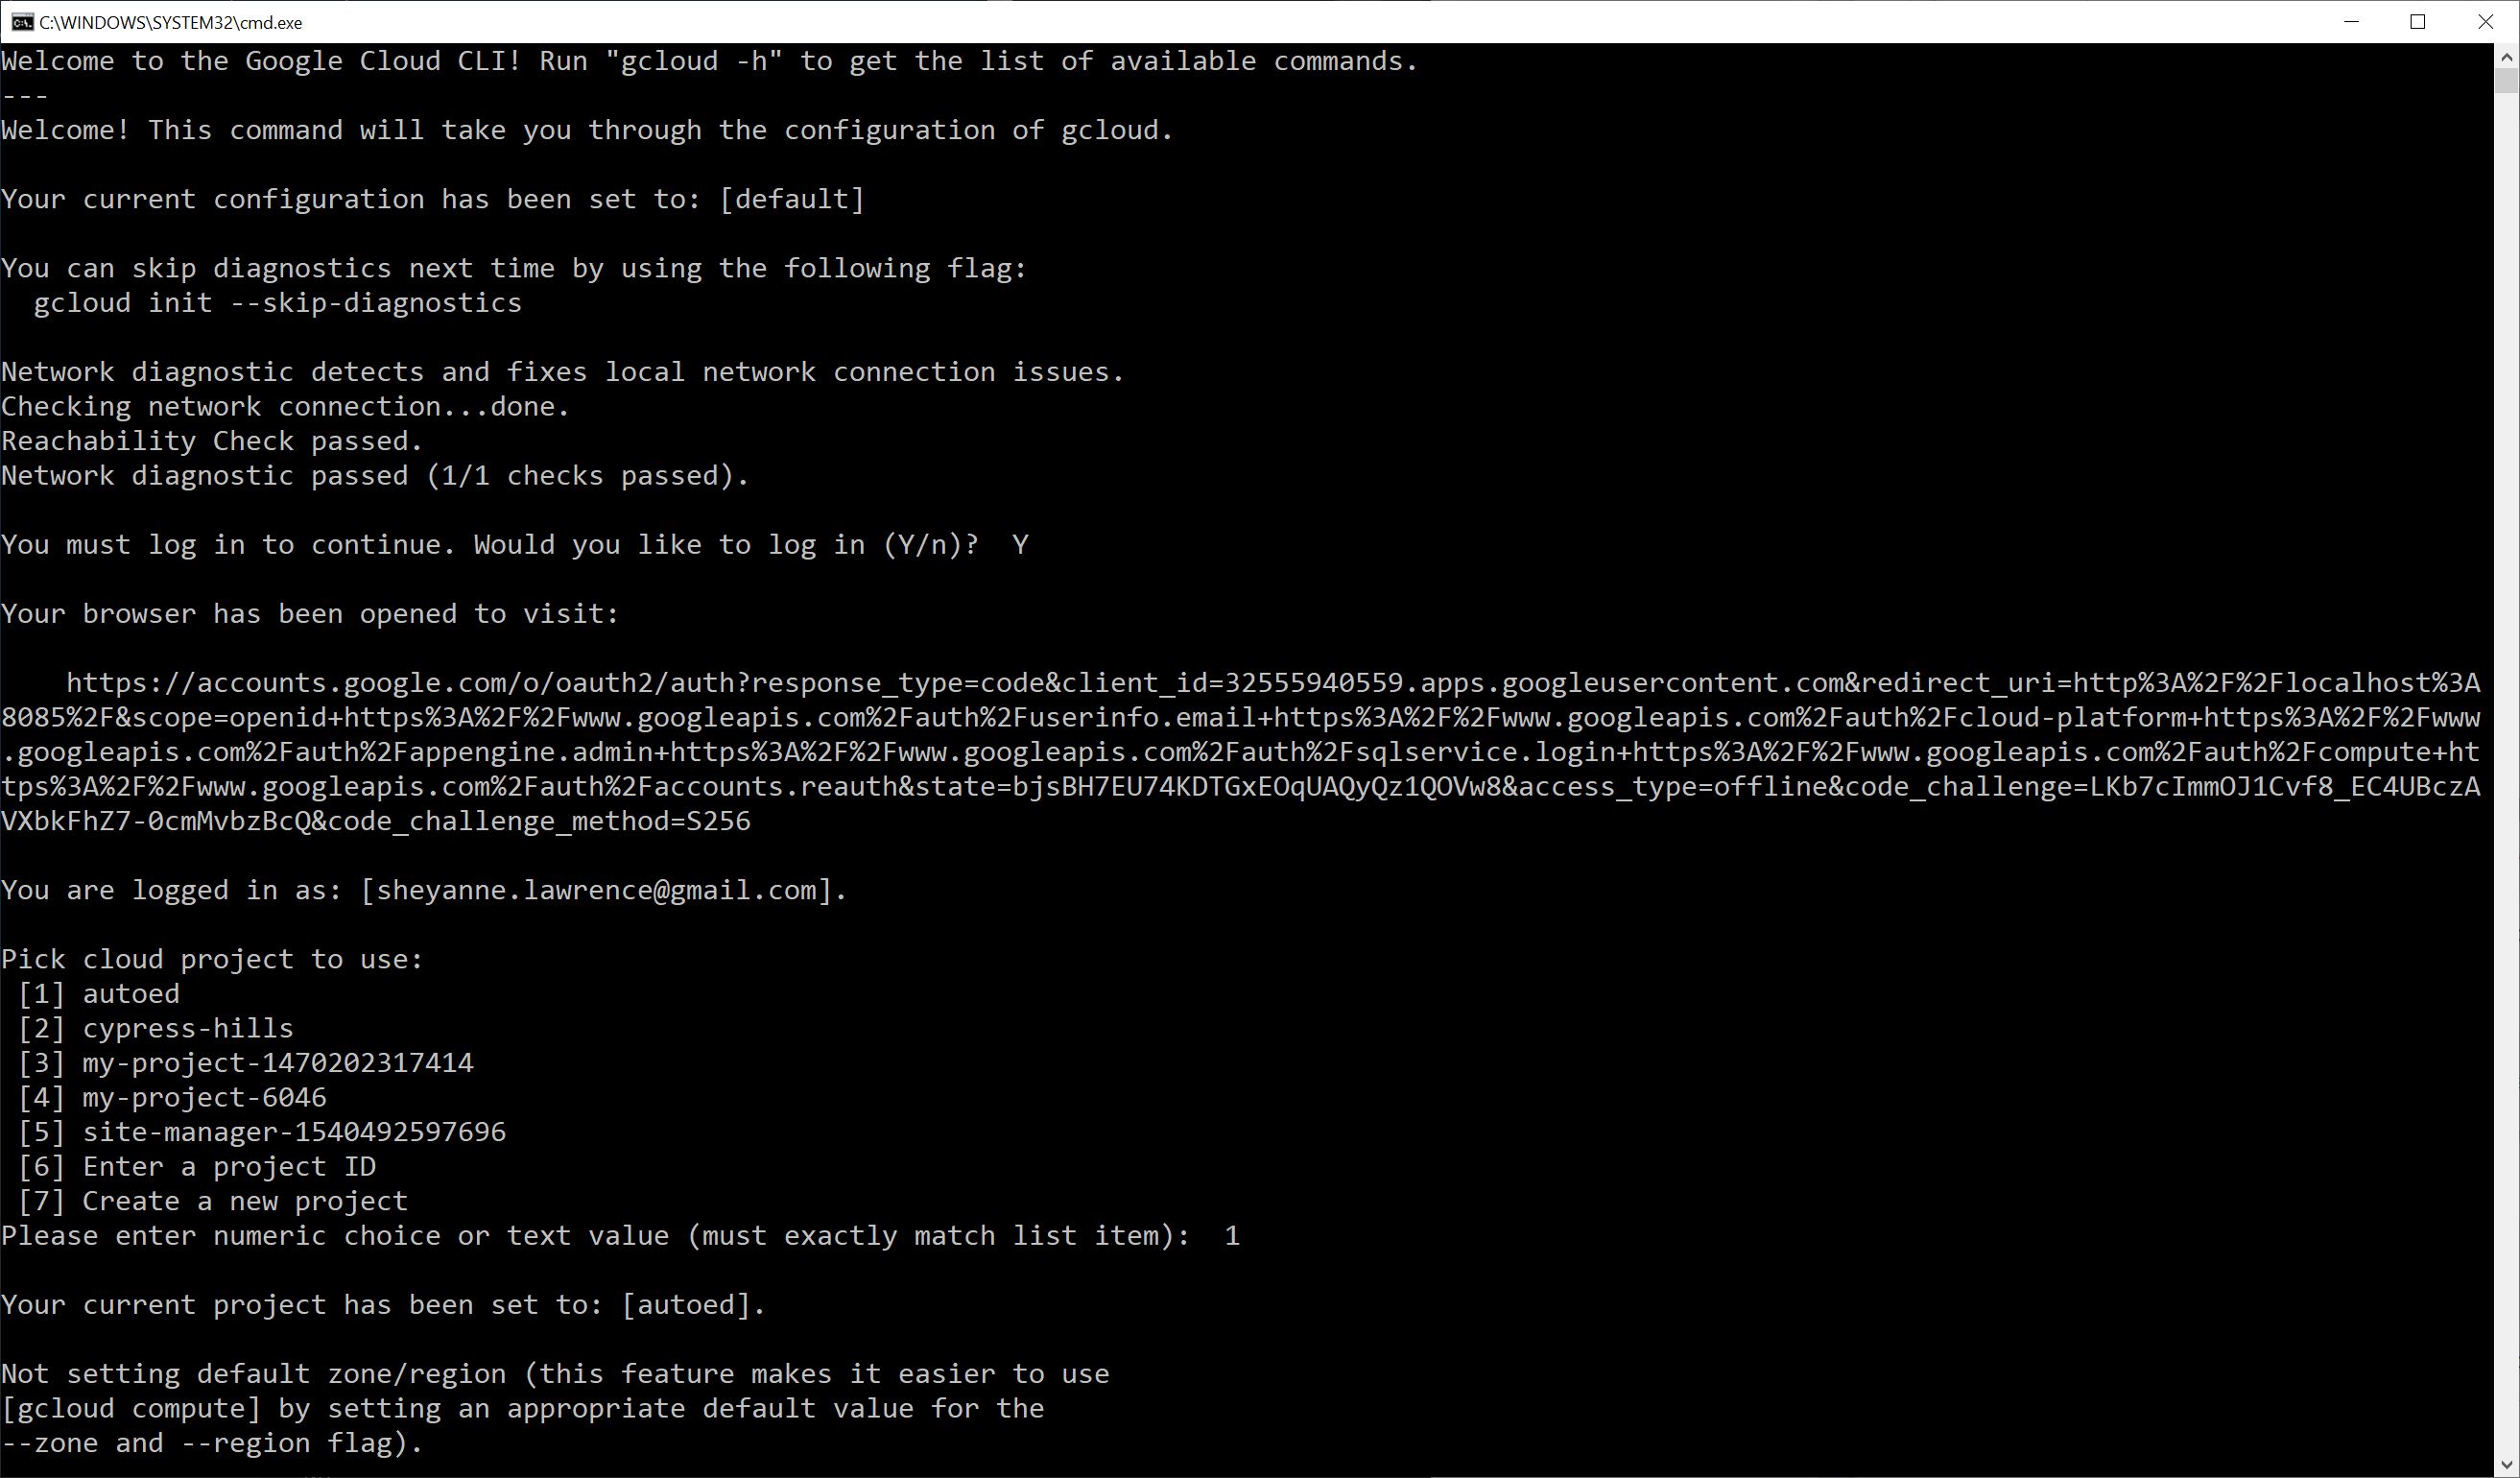 C:\WINDOWS\SYSTEM32\cmd.exe
Welcome to the Google Cloud CLI! Run "gcloud -h" to get the list of available commands.
---
Welcome! This command will take you through the configuration of gcloud.
Your current configuration has been set to: [default]
You can skip diagnostics next time by using the following flag:
  gcloud init --skip-diagnostics
Network diagnostic detects and fixes local network connection issues.
Checking network connection...done.
Reachability Check passed.
Network diagnostic passed (1/1 checks passed).
You must log in to continue. Would you like to log in (Y/n)?  Y
Your browser has been opened to visit:
    https://accounts.google.com/o/oauth2/auth?response_type=code&client_id=32555940559.apps.googleusercontent.com&redirect_uri=http%3A%2F%2Flocalhost%3A
8085%2F&scope=openid+https%3A%2F%2Fwww.googleapis.com%2Fauth%2Fuserinfo.email+https%3A%2F%2Fwww.googleapis.com%2Fauth%2Fcloud-platform+https%3A%2F%2Fwww
.googleapis.com%2Fauth%2Fappengine.admin+https%3A%2F%2Fwww.googleapis.com%2Fauth%2Fsqlservice.login+https%3A%2F%2Fwww.googleapis.com%2Fauth%2Fcompute+ht
tps%3A%2F%2Fwww.googleapis.com%2Fauth%2Faccounts.reauth&state=bjsBH7EU74KDTGxEOqUAQyQz1QOVw8&access_type=offline&code_challenge=LKb7cImmOJ1Cvf8_EC4UBczA
VXbkFhZ7-0cmMvbzBcQ&code_challenge_method=S256
You are logged in as: [sheyanne.lawrence@gmail.com].
Pick cloud project to use:
 [1] autoed
 [2] cypress-hills
 [3] my-project-1470202317414
 [4] my-project-6046
 [5] site-manager-1540492597696
 [6] Enter a project ID
 [7] Create a new project
Please enter numeric choice or text value (must exactly match list item):  1
Your current project has been set to: [autoed].
Not setting default zone/region (this feature makes it easier to use
[gcloud compute] by setting an appropriate default value for the
--zone and --region flag).